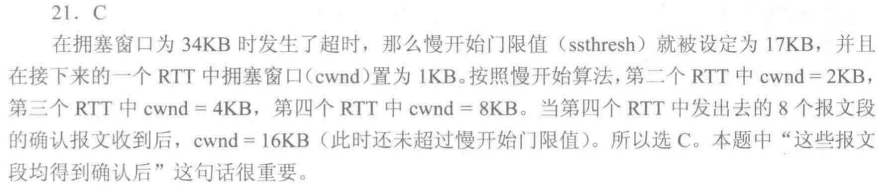 21．C
在拥塞窗口为 34KB 时发生了超时，那么慢开始门限值（ssthresh）就被设定为 17KB，并且
在接下来的一个 RTT 中拥塞窗口(cwnd)置为 1KB。按照慢开始算法，第二个 RTT 中 cwnd = 2KB，
第三个 RTT 中 cwnd = 4KB，第四个 RTT 中 cwnd = 8KB。当第四个 RTT 中发出去的 8 个报文段
的确认报文收到后，cwnd = 16KB（此时还未超过慢开始门限值）。所以选 C。本题中“这些报文
段均得到确认后”这句话很重要。